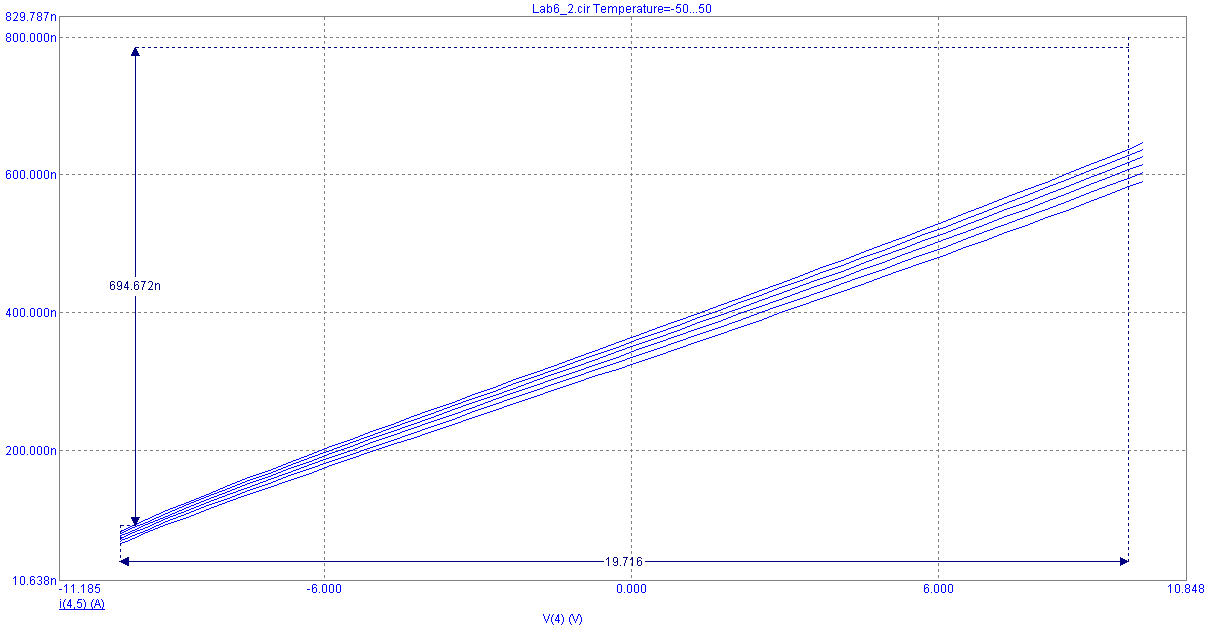 Lab6_2.cir Temperature=-50...50
829.787n
800.000n
600.000n
400.000n
200.000n
10.638n
694.672n
19.716
-11.185
-6.000
0.000
6.000
10.848
i(4,5) (A)
V(4) (V)